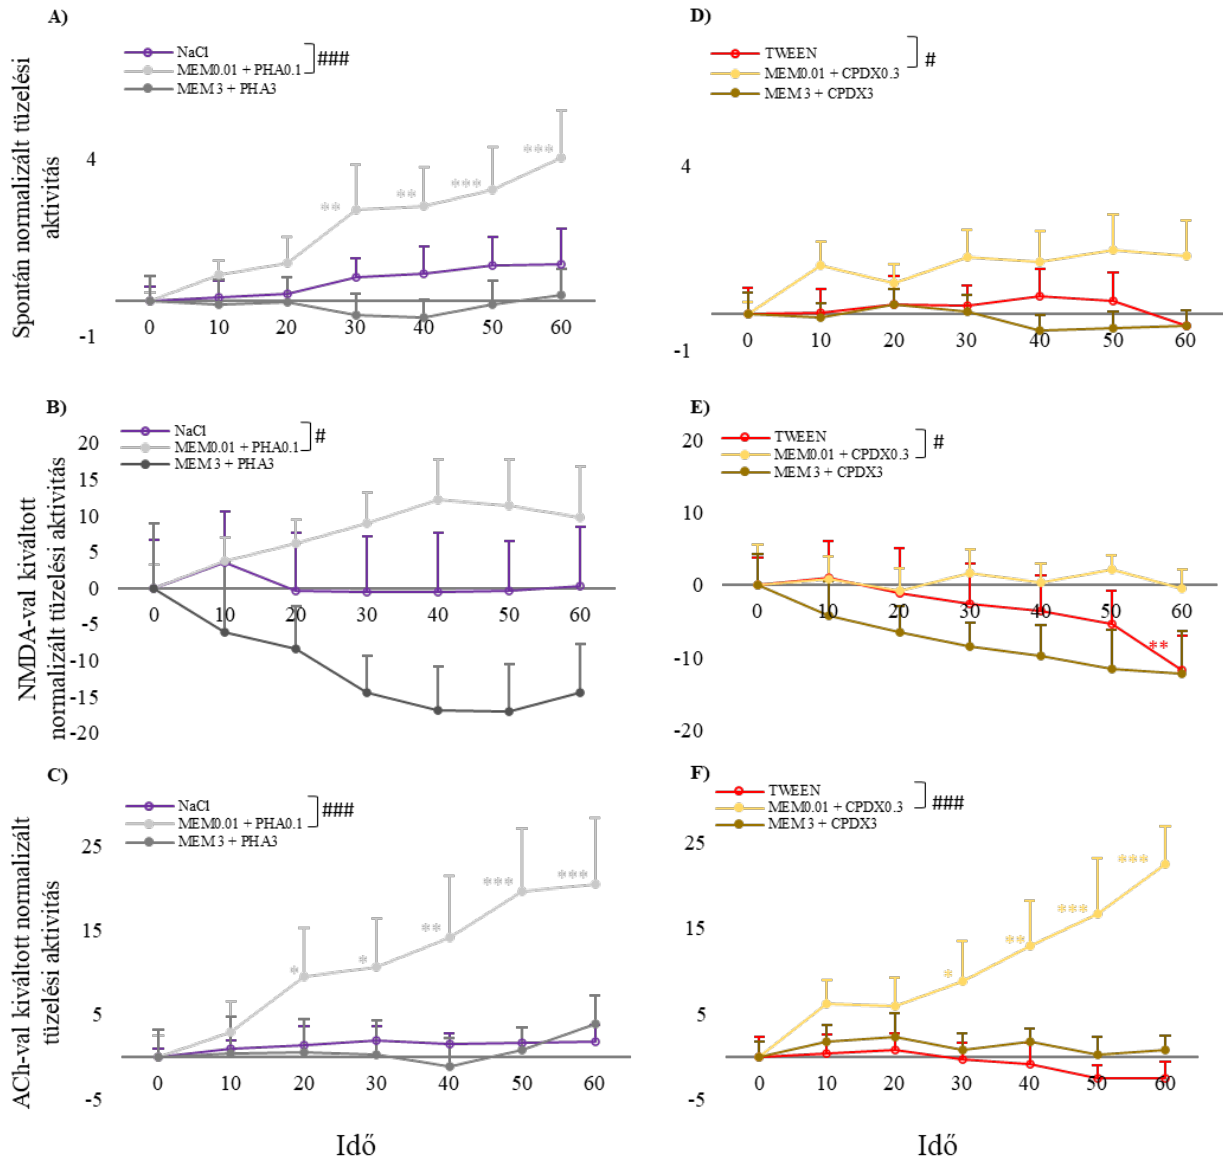 A)
NaCl
MEM0.01 + PHA0.1
MEM 3 + PHA3
###
Spontán normalizált tüzelési
aktivitás
4
-1
** ** *** ***
0 10 20 30 40 50 60
D)
TWEEN
MEM0.01 + CPDX0.3
MEM 3 + CPDX3
#
4
-1
0 10 20 30 40 50 60
B)
NaCl
MEM0.01 + PHA0.1
MEM 3 + PHA3
#
NMDA-val kiváltott
normalizált tüzelési aktivitás
20
15
10
5
0
-5
-10
-15
-20
0 10 20 30 40 50 60
E)
TWEEN
MEM0.01 + CPDX0.3
MEM 3 + CPDX3
#
20
10
0
-10
-20
**
0 10 20 30 40 50 60
C)
NaCl
MEM0.01 + PHA0.1
MEM 3 + PHA3
###
ACh-val kiváltott normalizált
tüzelési aktivitás
25
15
5
-5
* * ** *** ***
0 10 20 30 40 50 60
Idő
F)
TWEEN
MEM0.01 + CPDX0.3
MEM 3 + CPDX3
###
25
15
5
-5
* ** *** ***
0 10 20 30 40 50 60
Idő